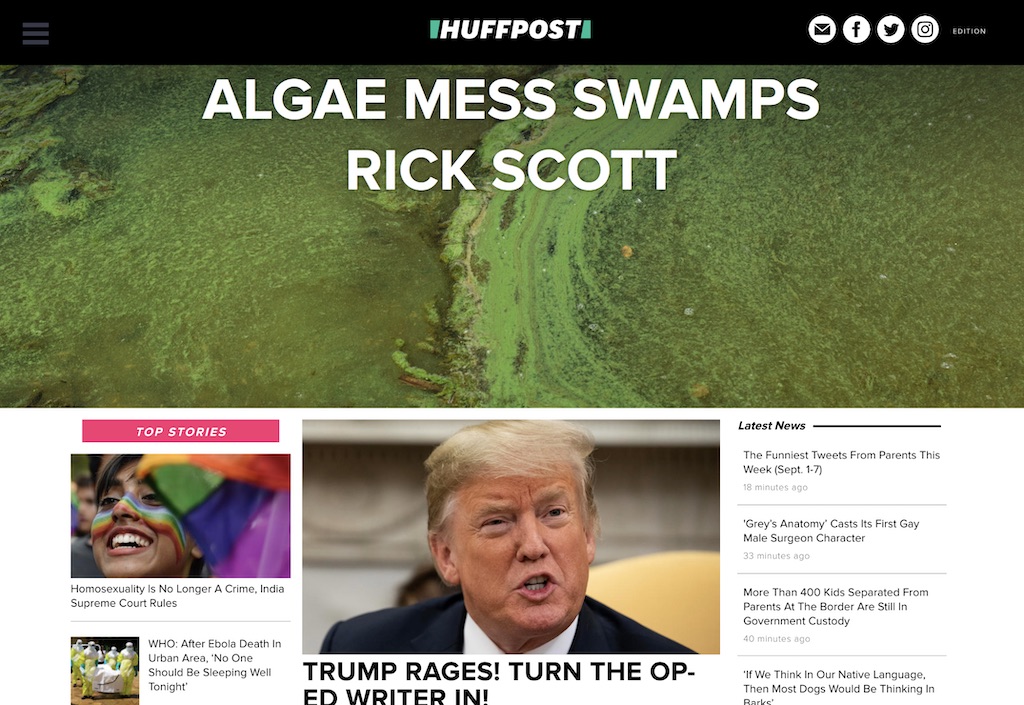 HUFFPOST
EDITION
ALGAE MESS SWAMPS
RICK SCOTT
TOP STORIES
Homosexuality Is No Longer A Crime, India
Supreme Court Rules
WHO: After Ebola Death In
Urban Area, ‘No One
Should Be Sleeping Well
Tonight’
TRUMP RAGES! TURN THE OP-
ED WRITER IN!
Latest News
The Funniest Tweets From Parents This
Week (Sept. 1-7)
18 minutes ago
‘Grey’s Anatomy’ Casts Its First Gay
Male Surgeon Character
33 minutes ago
More Than 400 Kids Separated From
Parents At The Border Are Still In
Government Custody
40 minutes ago
‘If We Think In Our Native Language,
Then Most Dogs Would Be Thinking In
Barks’